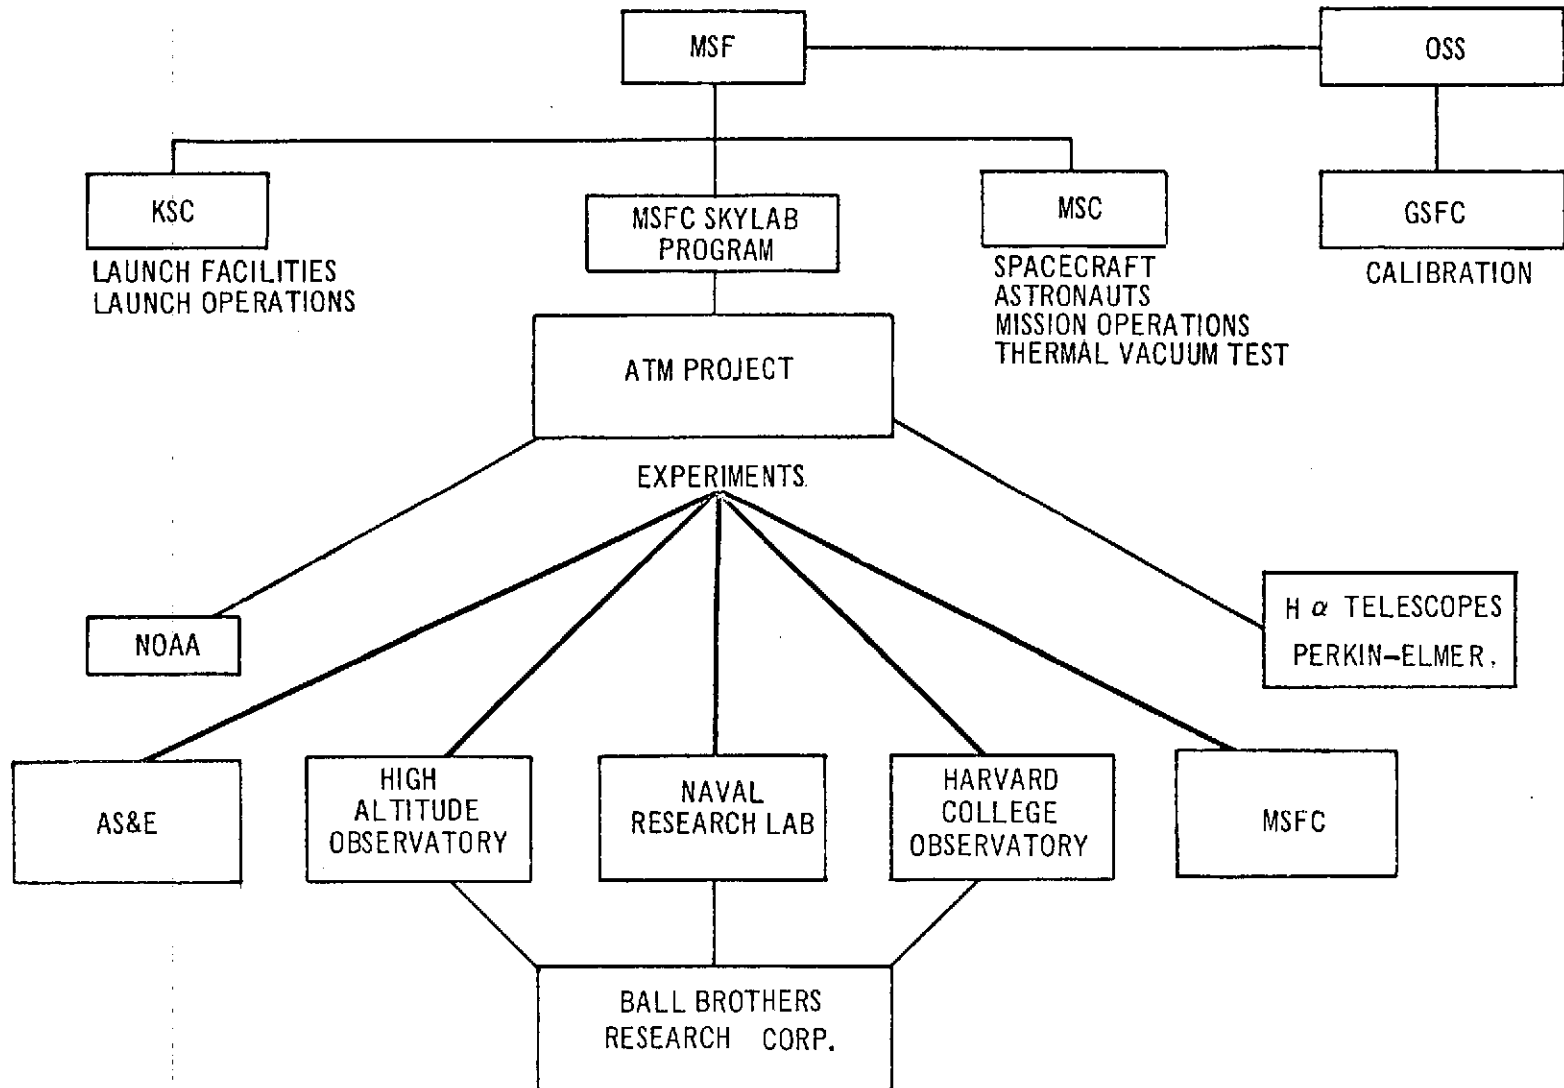 MSF
OSS
KSC
LAUNCH FACILITIES
LAUNCH OPERATIONS
MSFC SKYLAB
PROGRAM
MSC
SPACECRAFT
ASTRONAUTS
MISSION OPERATIONS
THERMAL VACUUM TEST
GSFC
CALIBRATION
ATM PROJECT
EXPERIMENTS
NOAA
H α TELESCOPES
PERKIN-ELMER.
AS&E
HIGH
ALTITUDE
OBSERVATORY
NAVAL
RESEARCH LAB
HARVARD
COLLEGE
OBSERVATORY
MSFC
BALL BROTHERS
RESEARCH CORP.